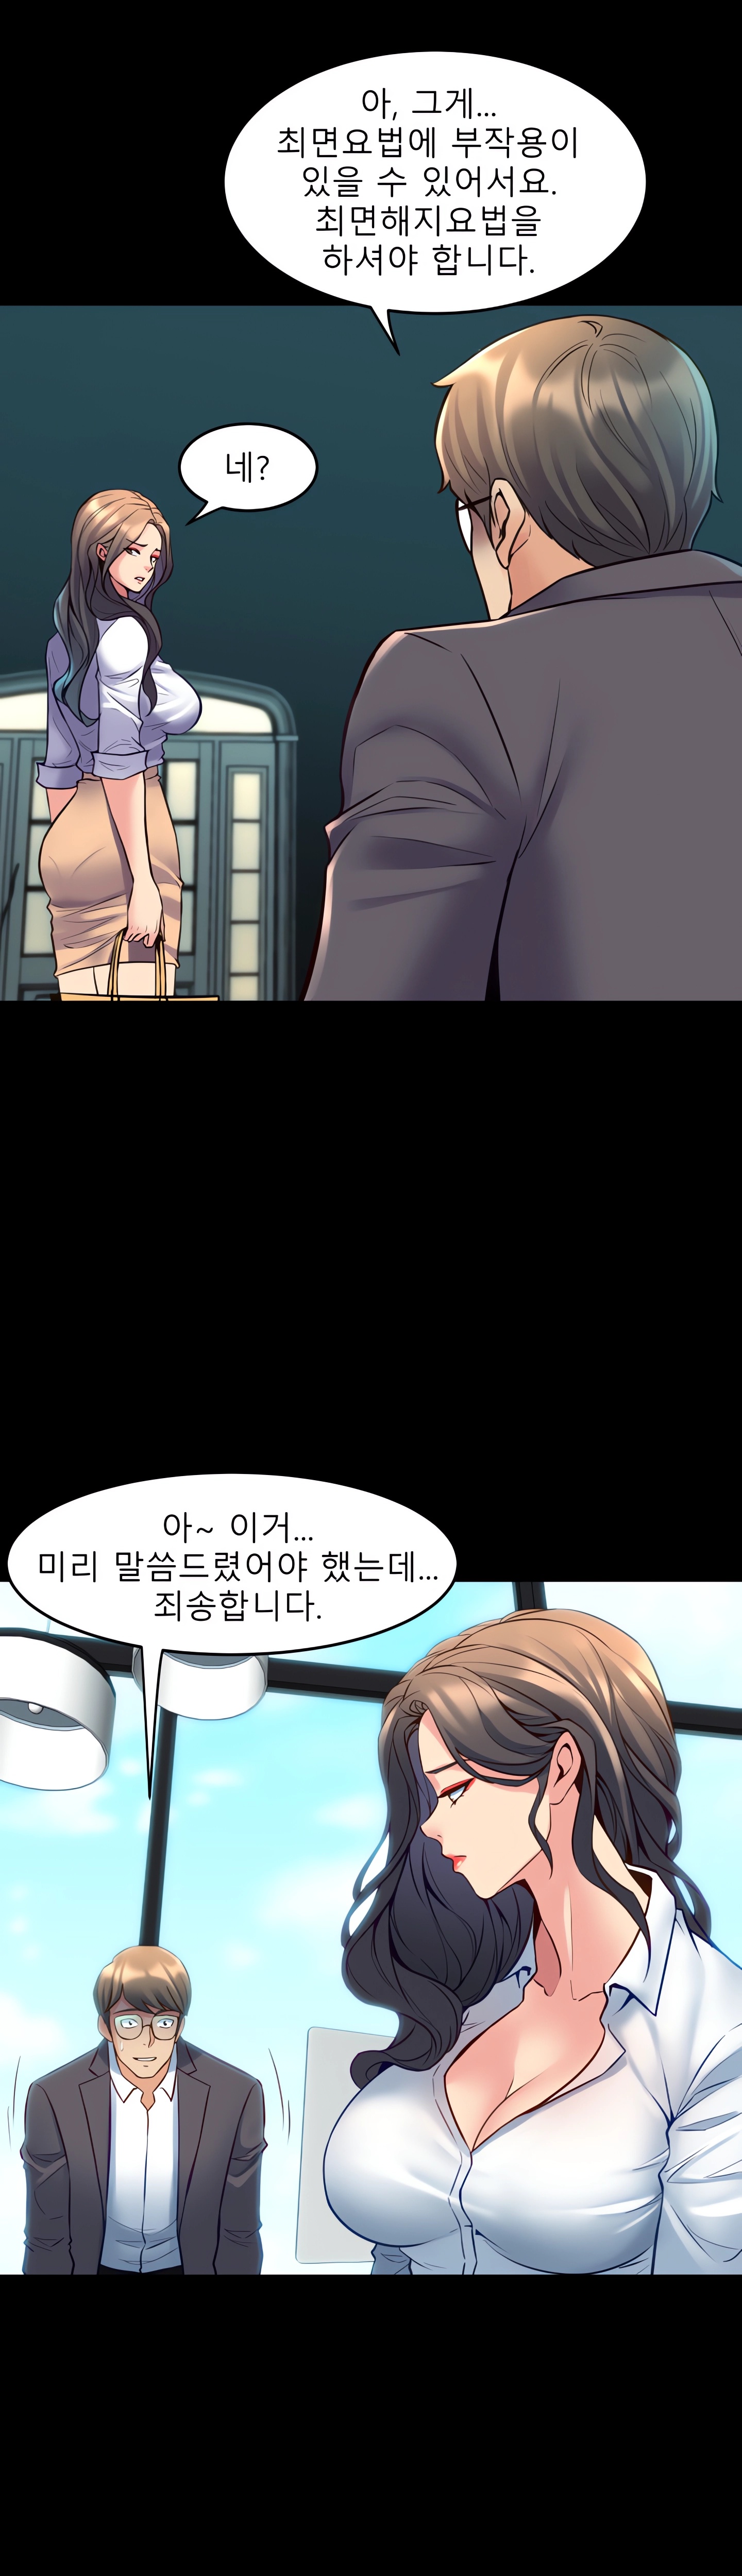 아, 그게...
최면요법에 부작용이
있을 수 있어서요.
최면해지요법을
하셔야 합니다.
네?
아~ 이거...
미리 말씀드렸어야 했는데...
죄송합니다.